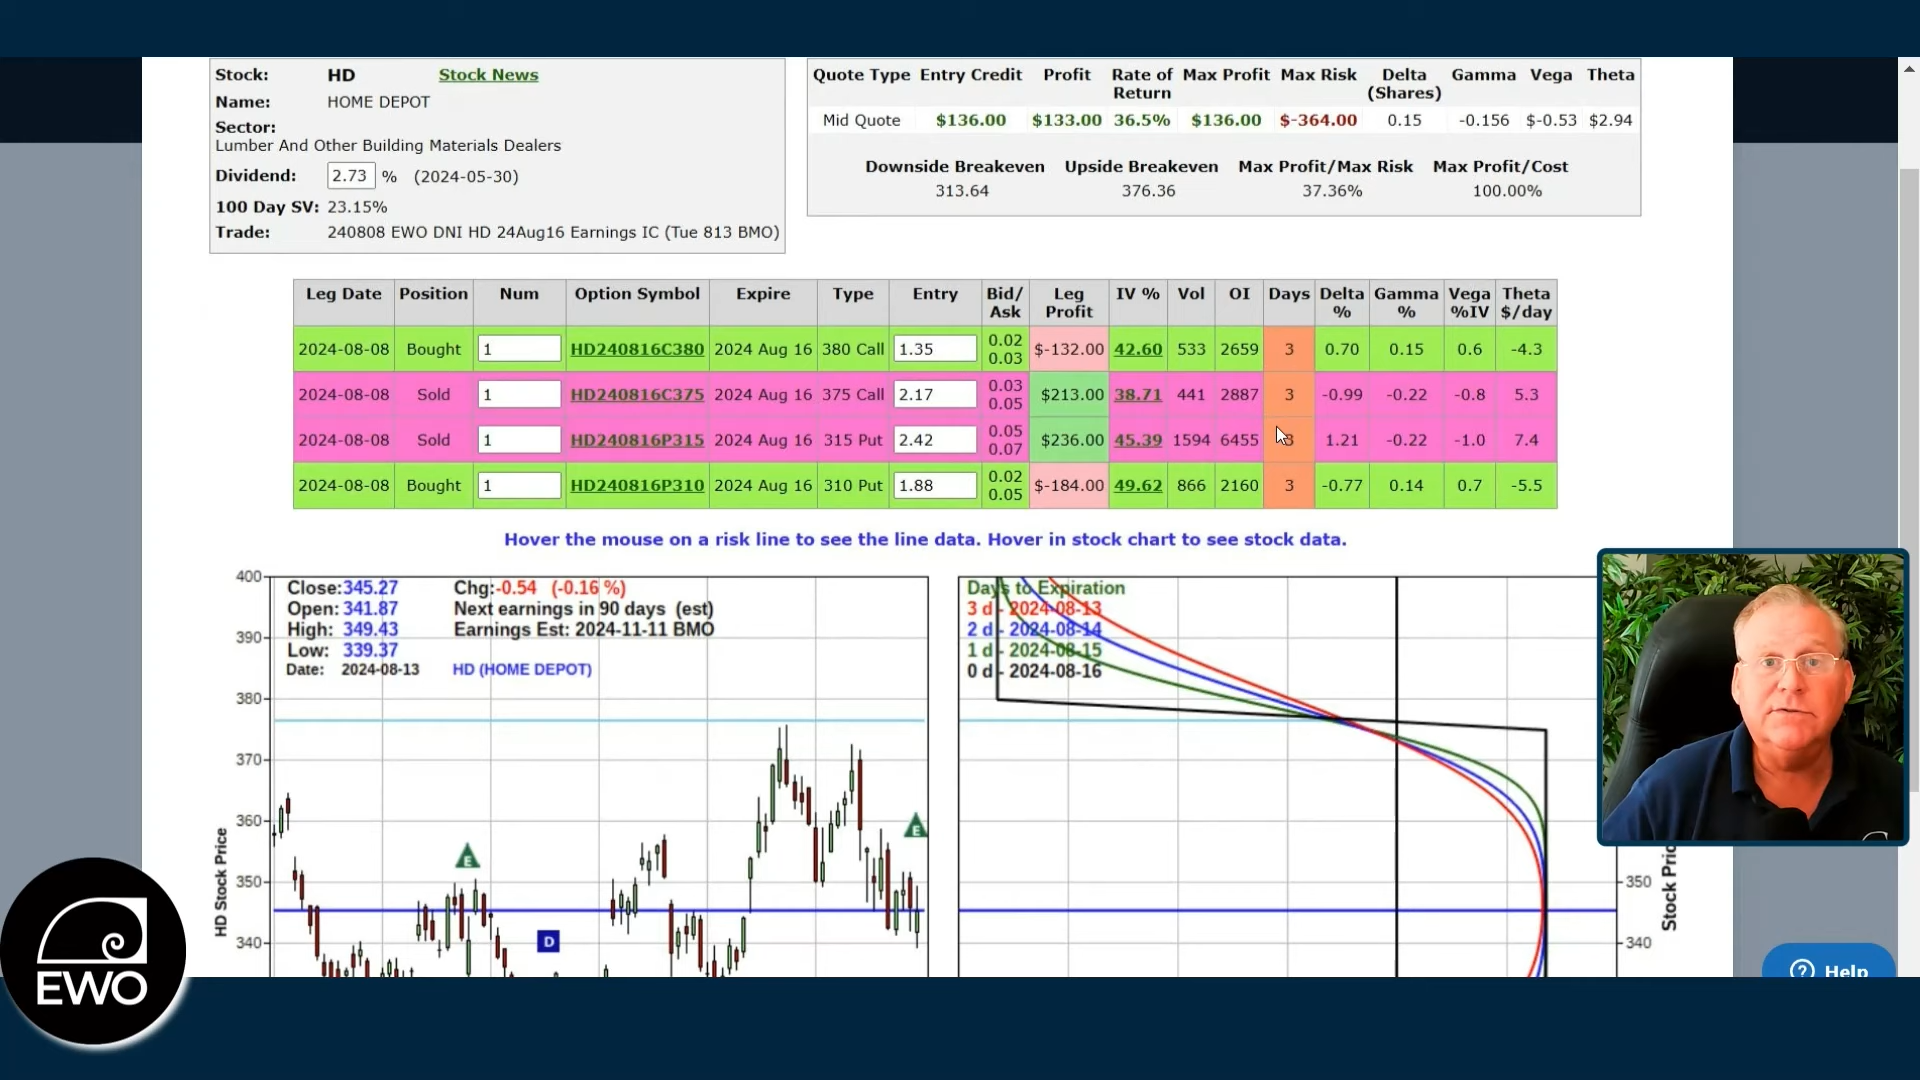 Stock: HD Stock News
Name: HOME DEPOT
Sector:
Lumber And Other Building Materials Dealers
Dividend: 2.73 % (2024-05-30)
100 Day SV: 23.15%
Trade: 240808 EWO DNI HD 24Aug16 Earnings IC (Tue 813 BMO)
Quote Type Entry Credit Profit Rate of Return Max Profit Max Risk Delta (Shares) Gamma Vega Theta
Mid Quote $136.00 $133.00 36.5% $136.00 $-364.00 0.15 -0.156 $-0.53 $2.94
Downside Breakeven Upside Breakeven Max Profit/Max Risk Max Profit/Cost
313.64 376.36 37.36% 100.00%
Leg Date Position Num Option Symbol Expire Type Entry Bid/ Ask Leg Profit IV % Vol OI Days Delta % Gamma % Vega %IV Theta $/day
2024-08-08 Bought 1 HD240816C380 2024 Aug 16 380 Call 1.35 0.02 0.03 $-132.00 42.60 533 2659 3 0.70 0.15 0.6 -4.3
2024-08-08 Sold 1 HD240816C375 2024 Aug 16 375 Call 2.17 0.03 0.05 $213.00 38.71 441 2887 3 -0.99 -0.22 -0.8 5.3
2024-08-08 Sold 1 HD240816P315 2024 Aug 16 315 Put 2.42 0.05 0.07 $236.00 45.39 1594 6455 3 1.21 -0.22 -1.0 7.4
2024-08-08 Bought 1 HD240816P310 2024 Aug 16 310 Put 1.88 0.02 0.05 $-184.00 49.62 866 2160 3 -0.77 0.14 0.7 -5.5
Hover the mouse on a risk line to see the line data. Hover in stock chart to see stock data.
400
390
380
370
360
350
340
HD Stock Price
Close:345.27 Chg:-0.54 (-0.16 %)
Open: 341.87 Next earnings in 90 days (est)
High: 349.43 Earnings Est: 2024-11-11 BMO
Low: 339.37
Date: 2024-08-13 HD (HOME DEPOT)
E
E
D
Days to Expiration
3 d - 2024-08-13
2 d - 2024-08-14
1 d - 2024-08-15
0 d - 2024-08-16
350
340
Stock Pric
Help
EWO